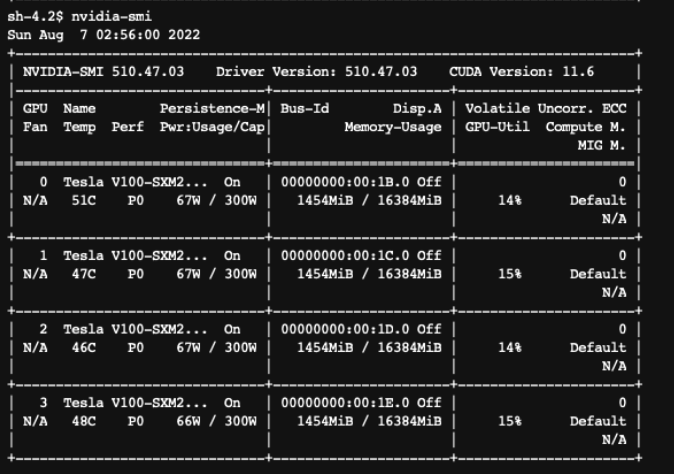 sh-4.2$ nvidia-smi
Sun Aug  7 02:56:00 2022
+-----------------------------------------------------------------------------+
| NVIDIA-SMI 510.47.03    Driver Version: 510.47.03    CUDA Version: 11.6     |
|-------------------------------+----------------------+----------------------+
| GPU  Name        Persistence-M| Bus-Id        Disp.A | Volatile Uncorr. ECC |
| Fan  Temp  Perf  Pwr:Usage/Cap|         Memory-Usage | GPU-Util  Compute M. |
|                               |                      |               MIG M. |
|===============================+======================+======================|
|   0  Tesla V100-SXM2...  On   | 00000000:00:1B.0 Off |                    0 |
| N/A   51C    P0    67W / 300W |   1454MiB / 16384MiB |     14%      Default |
|                               |                      |                  N/A |
+-------------------------------+----------------------+----------------------+
|   1  Tesla V100-SXM2...  On   | 00000000:00:1C.0 Off |                    0 |
| N/A   47C    P0    67W / 300W |   1454MiB / 16384MiB |     15%      Default |
|                               |                      |                  N/A |
+-------------------------------+----------------------+----------------------+
|   2  Tesla V100-SXM2...  On   | 00000000:00:1D.0 Off |                    0 |
| N/A   46C    P0    67W / 300W |   1454MiB / 16384MiB |     14%      Default |
|                               |                      |                  N/A |
+-------------------------------+----------------------+----------------------+
|   3  Tesla V100-SXM2...  On   | 00000000:00:1E.0 Off |                    0 |
| N/A   48C    P0    66W / 300W |   1454MiB / 16384MiB |     15%      Default |
|                               |                      |                  N/A |
+-------------------------------+----------------------+----------------------+